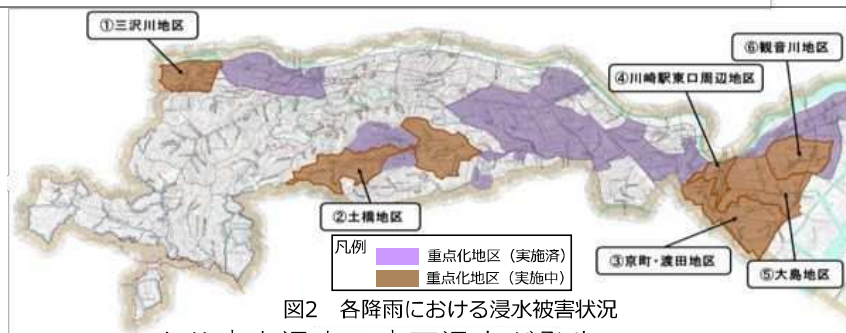 ①三沢川地区
⑥観音川地区
④川崎駅東口周辺地区
②土橋地区
③京町・渡田地区
⑤大島地区
凡例
重点化地区（実施済）
重点化地区（実施中）
図2 各降雨における浸水被害状況